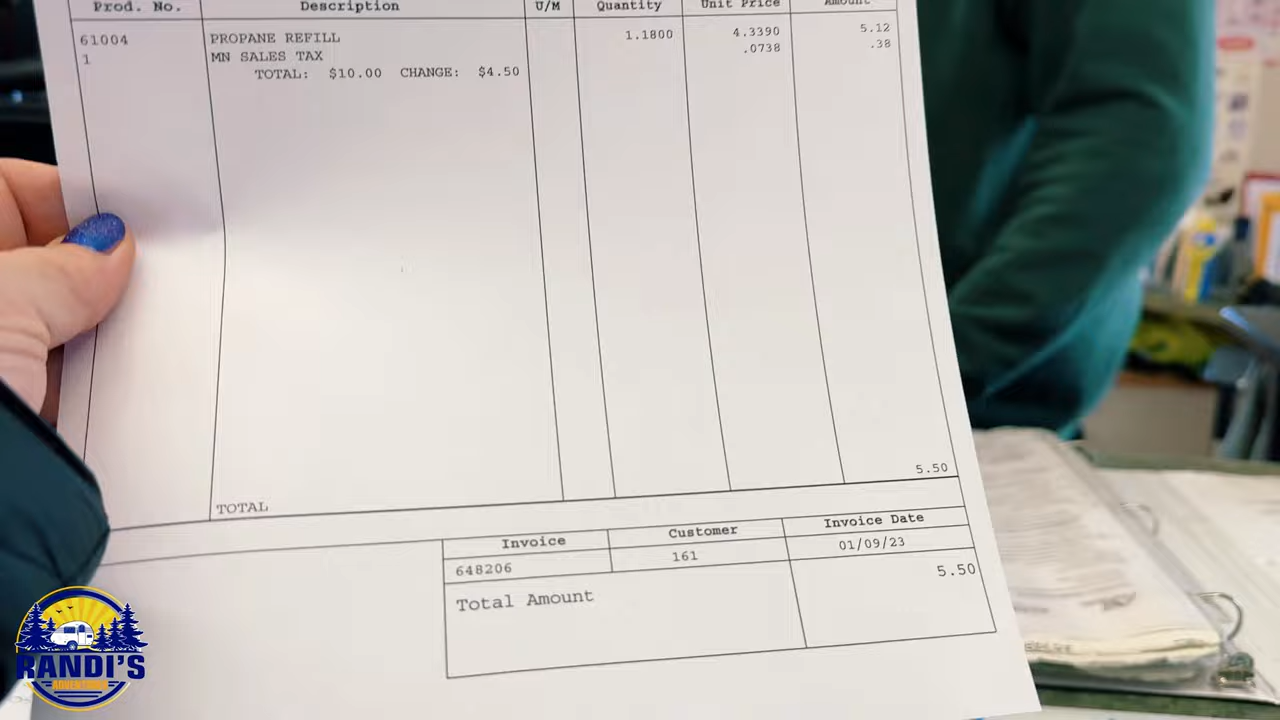 Prod. No. Description U/M Quantity Unit Price Amount
61004 PROPANE REFILL 1.1800 4.3390 5.12
1 MN SALES TAX .0738 .38
TOTAL: $10.00 CHANGE: $4.50
TOTAL 5.50
Invoice Customer Invoice Date
648206 161 01/09/23
Total Amount 5.50
RANDI'S
ADVENTURES